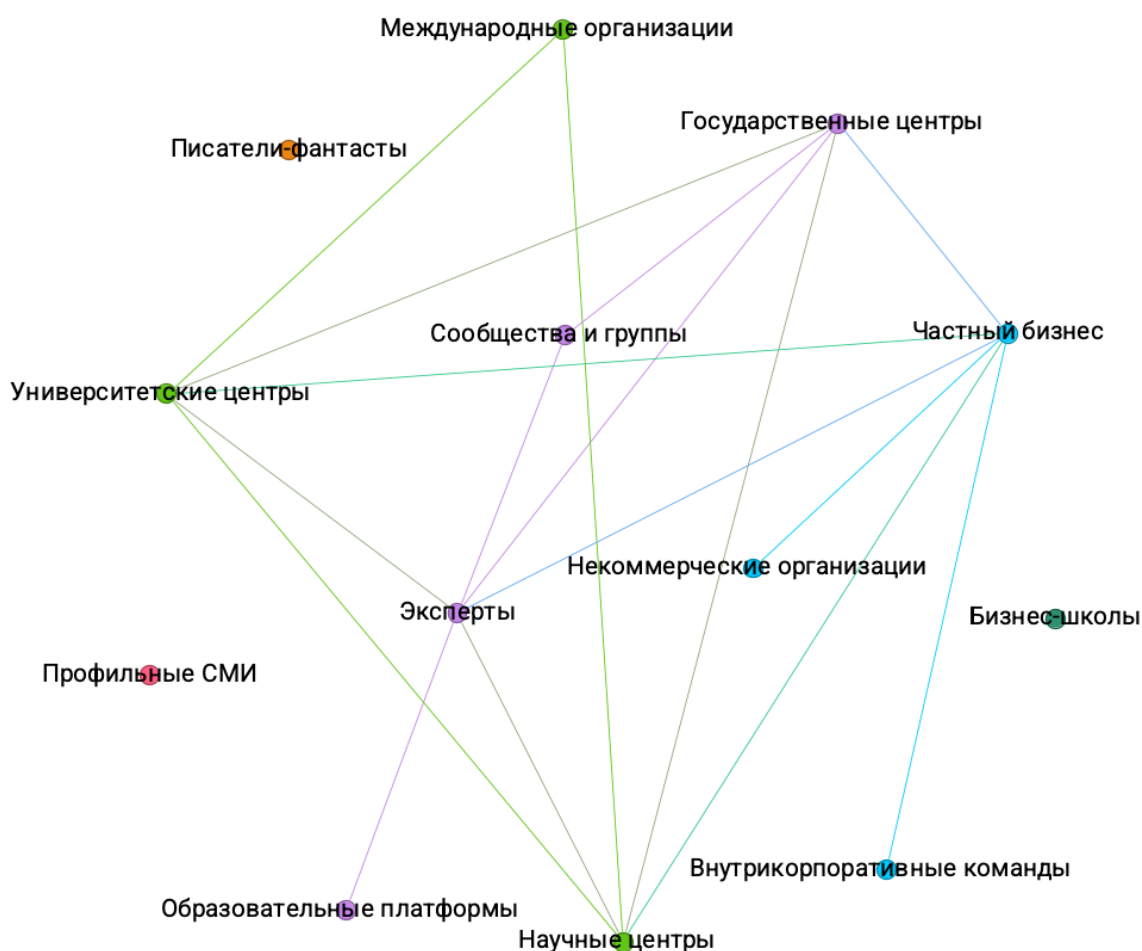 Международные организации
Государственные центры
Писатели-фантасты
Сообщества и группы
Частный бизнес
Университетские центры
Некоммерческие организации
Эксперты
Бизнес-школы
Профильные СМИ
Внутрикорпоративные команды
Образовательные платформы
Научные центры